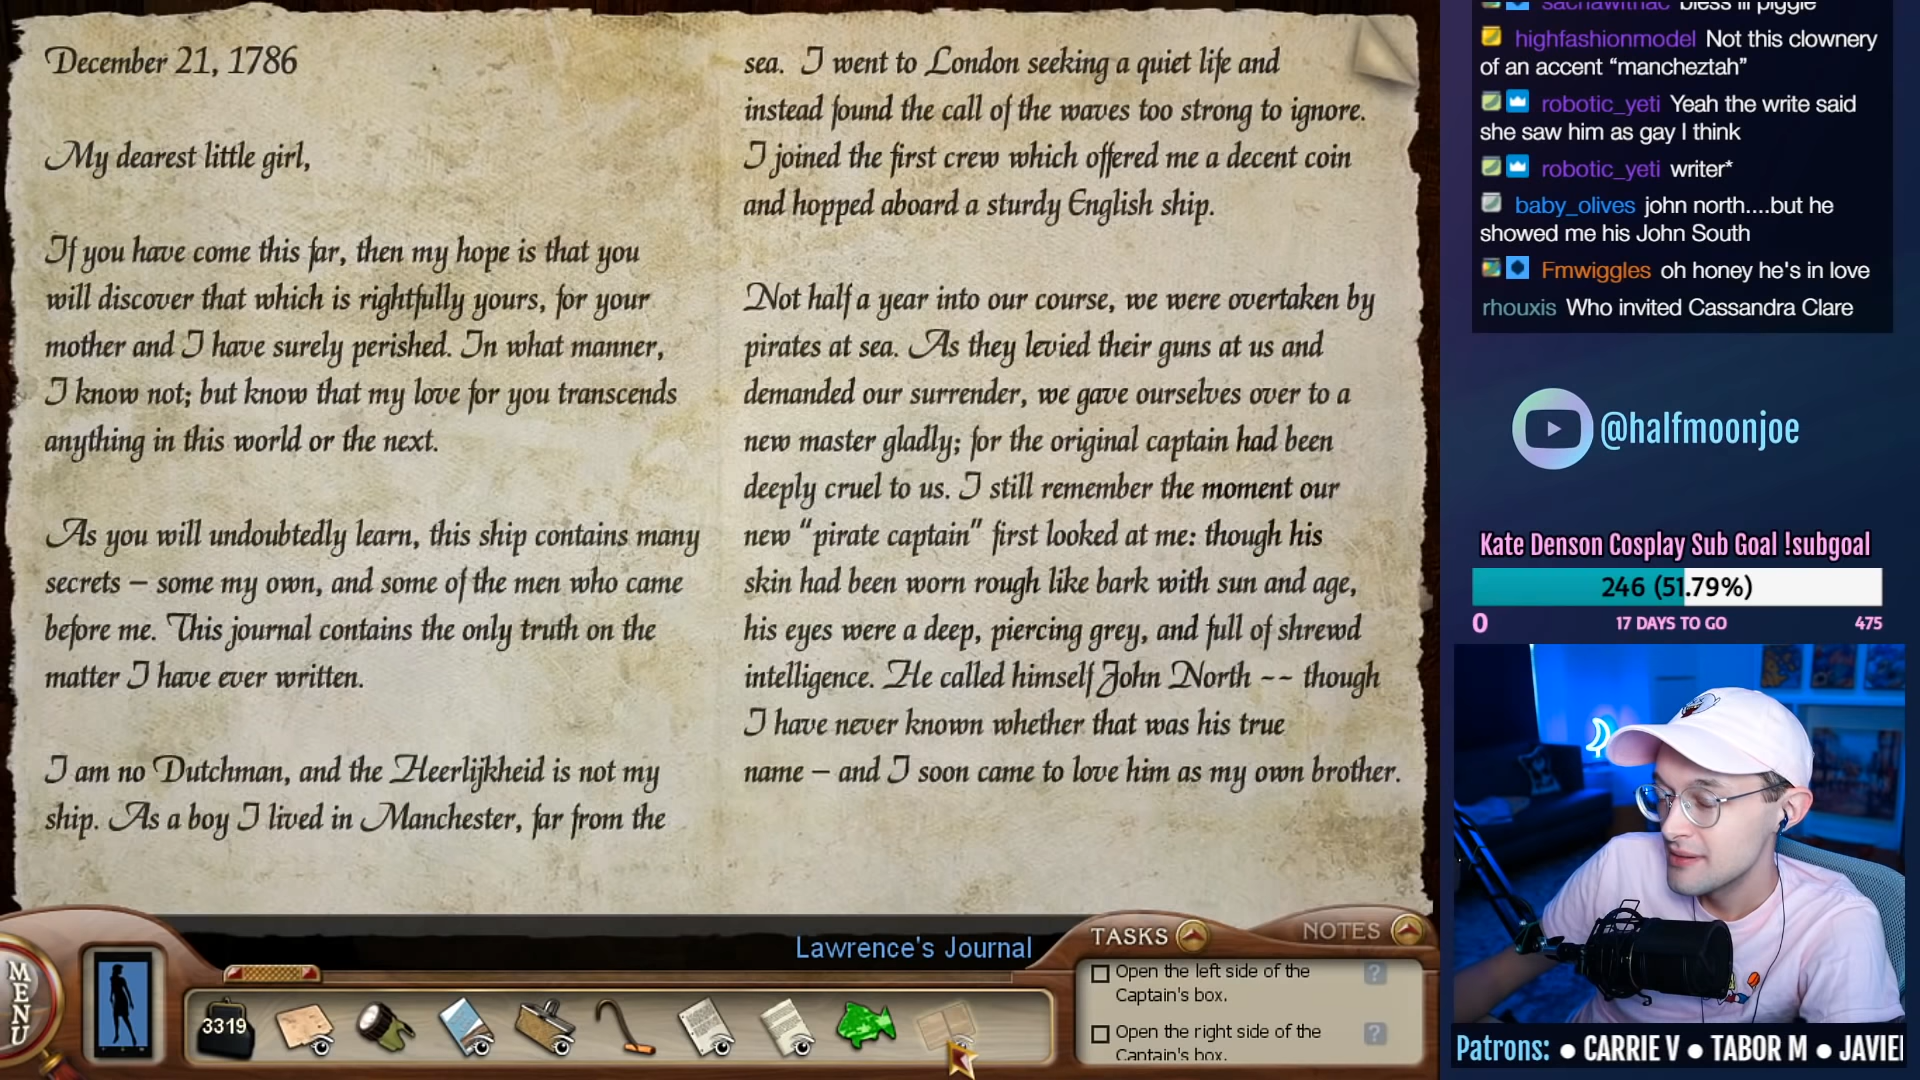 December 21, 1786
My dearest little girl,
If you have come this far, then my hope is that you
will discover that which is rightfully yours, for your
mother and I have surely perished. In what manner,
I know not; but know that my love for you transcends
anything in this world or the next.
As you will undoubtedly learn, this ship contains many
secrets – some my own, and some of the men who came
before me. This journal contains the only truth on the
matter I have ever written.
I am no Dutchman, and the Heerlijkheid is not my
ship. As a boy I lived in Manchester, far from the
sea. I went to London seeking a quiet life and
instead found the call of the waves too strong to ignore.
I joined the first crew which offered me a decent coin
and hopped aboard a sturdy English ship.
Not half a year into our course, we were overtaken by
pirates at sea. As they levied their guns at us and
demanded our surrender, we gave ourselves over to a
new master gladly; for the original captain had been
deeply cruel to us. I still remember the moment our
new "pirate captain" first looked at me: though his
skin had been worn rough like bark with sun and age,
his eyes were a deep, piercing grey, and full of shrewd
intelligence. He called himself John North -- though
I have never known whether that was his true
name – and I soon came to love him as my own brother.
Lawrence's Journal
TASKS
NOTES
Open the left side of the
Captain's box.
?
Open the right side of the
Captain's box.
?
MENU
3319
sachawithac bless lil piggie
highfashionmodel Not this clownery
of an accent “mancheztah”
robotic_yeti Yeah the write said
she saw him as gay I think
robotic_yeti writer*
baby_olives john north....but he
showed me his John South
Fmwiggles oh honey he's in love
rhouxis Who invited Cassandra Clare
@halfmoonjoe
Kate Denson Cosplay Sub Goal !subgoal
246 (51.79%)
0 17 DAYS TO GO 475
Patrons: ● CARRIE V ● TABOR M ● JAVIE